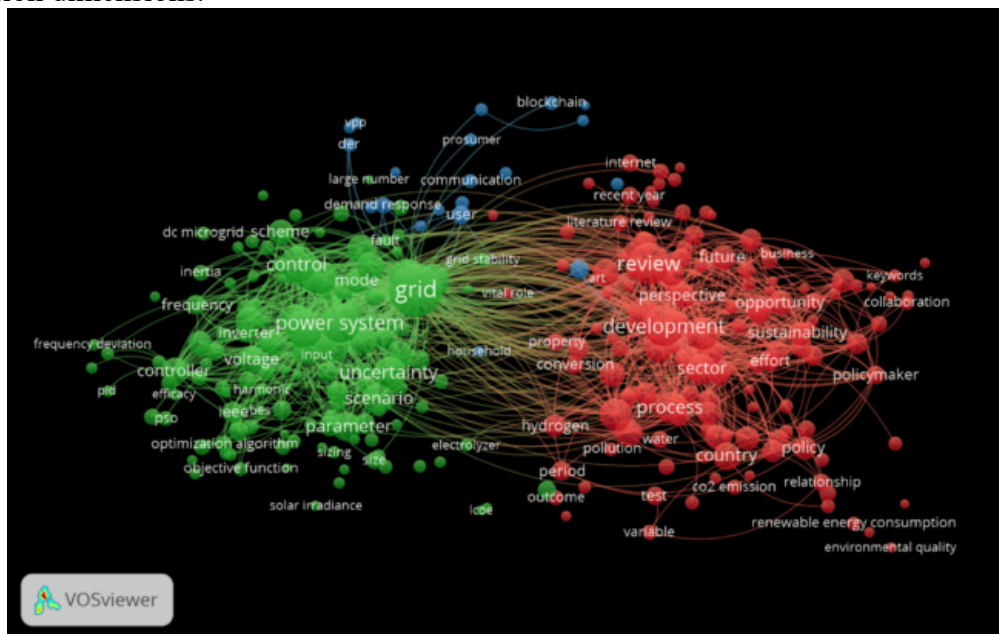 blockchain
vpp
der
prosumer
large number
communication
internet
recent year
demand response
user
literature review
dc microgrid
scheme
fault
control
grid stability
review
future
business
inertia
mode
grid
vital role
art
perspective
keywords
opportunity
collaboration
frequency
power system
development
inverter
sustainability
property
frequency deviation
input
household
voltage
conversion
effort
sector
controller
uncertainty
policymaker
pid
efficacy
harmonic
scenario
process
pso
ieee
bes
parameter
hydrogen
water
optimization algorithm
sizing
electrolyzer
pollution
country
policy
objective function
size
period
co2 emission
relationship
outcome
test
solar irradiance
lcoe
variable
renewable energy consumption
environmental quality
VOSviewer